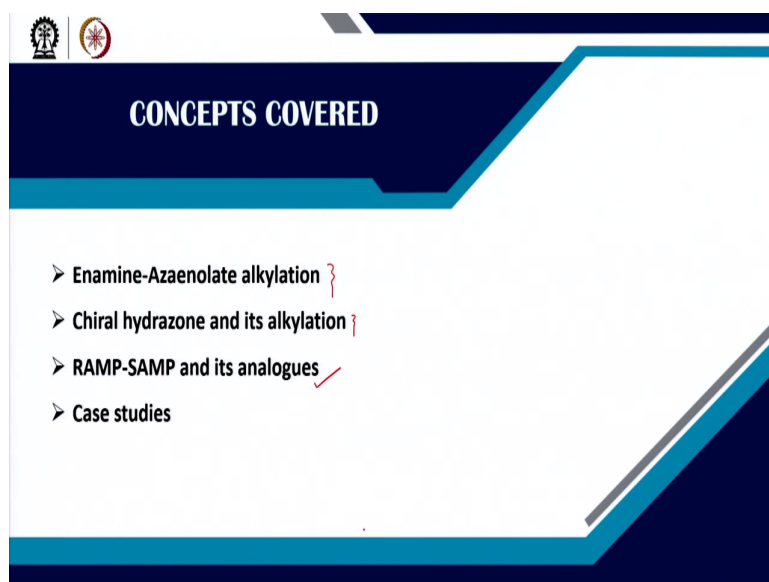 CONCEPTS COVERED
➤ Enamine-Azaenolate alkylation
➤ Chiral hydrazone and its alkylation
➤ RAMP-SAMP and its analogues
➤ Case studies